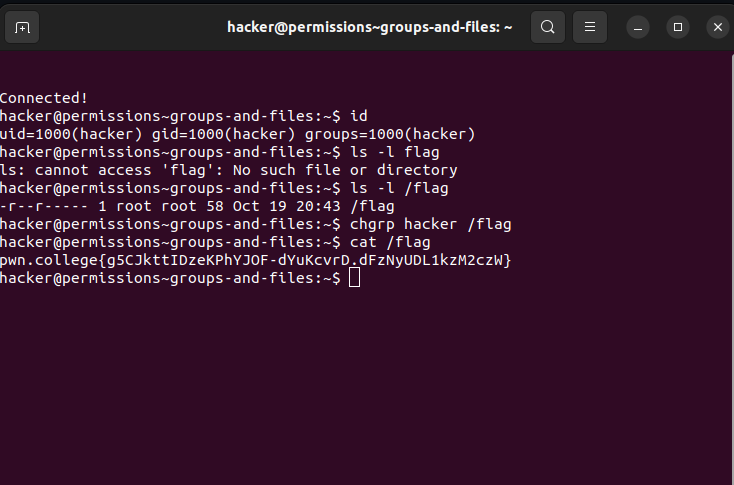 hacker@permissions~groups-and-files: ~
Connected!
hacker@permissions~groups-and-files:~$ id
uid=1000(hacker) gid=1000(hacker) groups=1000(hacker)
hacker@permissions~groups-and-files:~$ ls -l flag
ls: cannot access 'flag': No such file or directory
hacker@permissions~groups-and-files:~$ ls -l /flag
-r--r----- 1 root root 58 Oct 19 20:43 /flag
hacker@permissions~groups-and-files:~$ chgrp hacker /flag
hacker@permissions~groups-and-files:~$ cat /flag
pwn.college{g5CJkttIDzeKPhYJOF-dYuKcvrD.dFzNyUDL1kzM2czW}
hacker@permissions~groups-and-files:~$